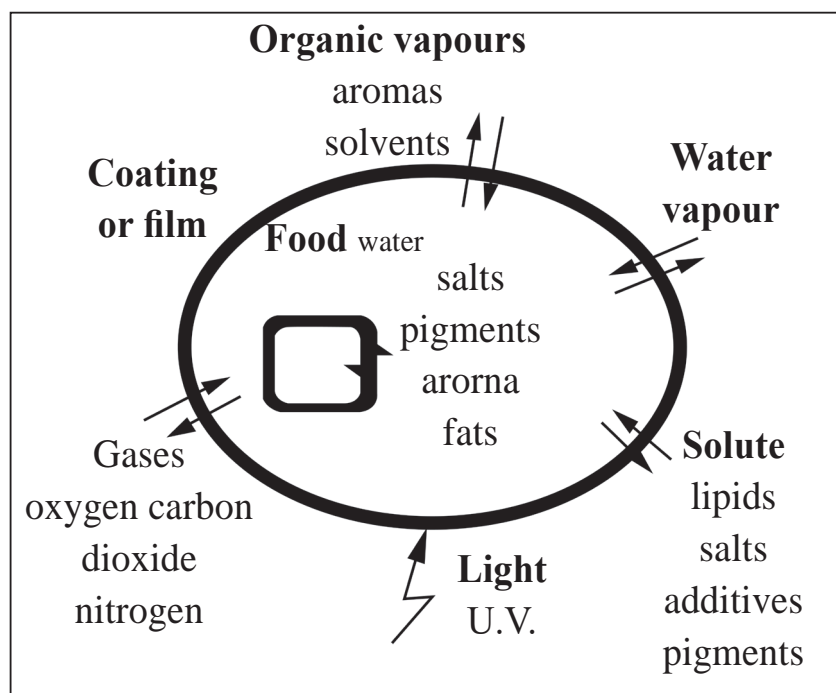 Organic vapours
aromas
solvents
Coating
or film
Water
vapour
Food water
salts
pigments
arorna
fats
Gases
oxygen carbon
dioxide
nitrogen
Light
U.V.
Solute
lipids
salts
additives
pigments